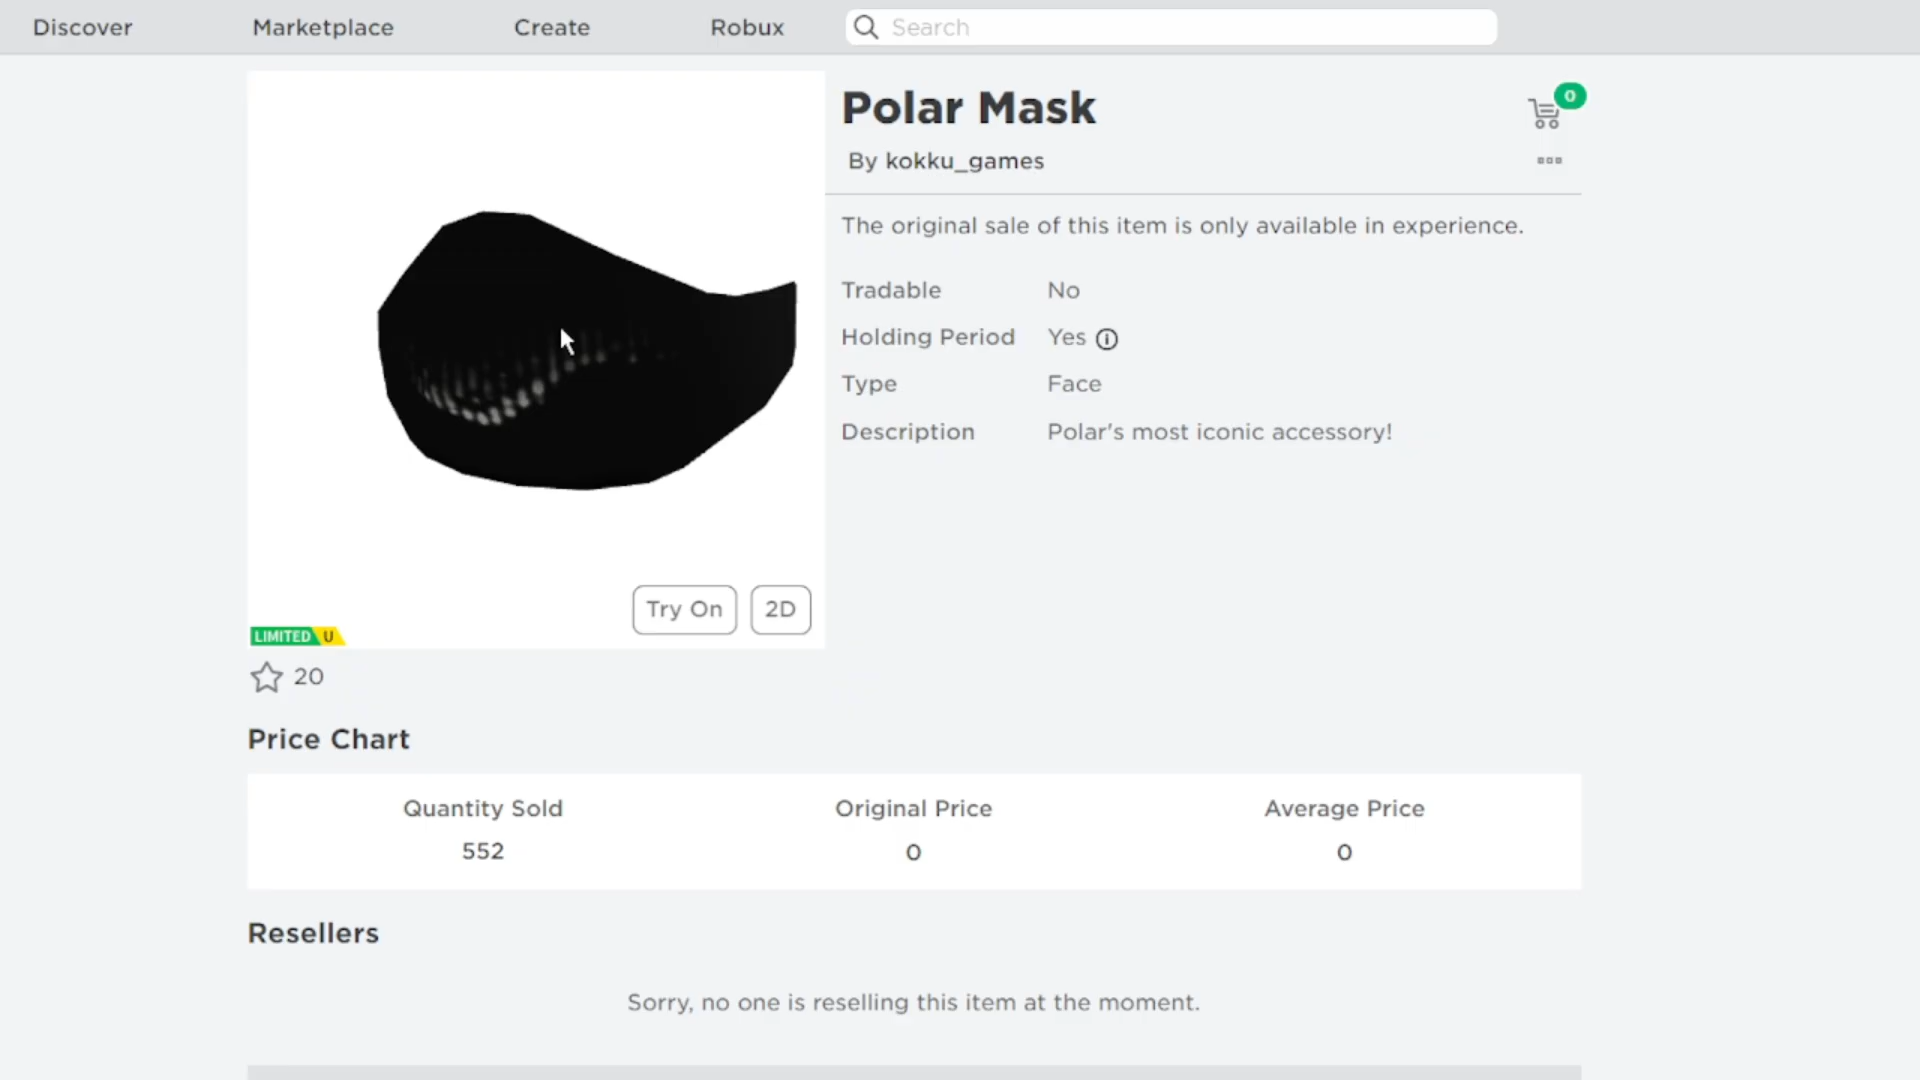 Discover
Marketplace
Create
Robux
Search
Polar Mask
0
By kokku_games
The original sale of this item is only available in experience.
Tradable No
Holding Period Yes
Type Face
Description Polar's most iconic accessory!
Try On
2D
LIMITED U
20
Price Chart
Quantity Sold
Original Price
Average Price
552
0
0
Resellers
Sorry, no one is reselling this item at the moment.